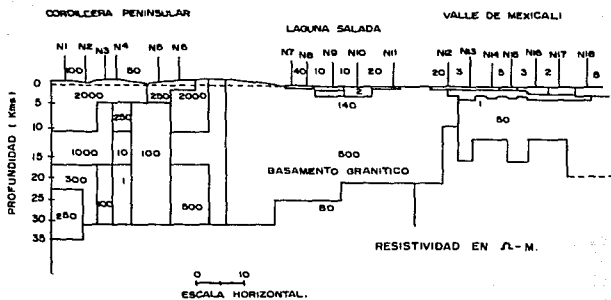 CORDILLERA PENINSULAR
LAGUNA SALADA
VALLE DE MEXICALI
N1 N2 N3 N4 N5 N6 N7 N8 N9 N10 N11 N12 N13 N14 N15 N16 N17 N18
100 50 40 10 10 20 20 3 5 3 2 8
2000 250 2000 2 140 1 50
250
1000 10 100 500
BASAMENTO GRANITICO
300 1
100 500 50
250
0
5
10
15
20
25
30
35
PROFUNDIDAD ( Kms )
RESISTIVIDAD EN Ω-M.
0 10
ESCALA HORIZONTAL.